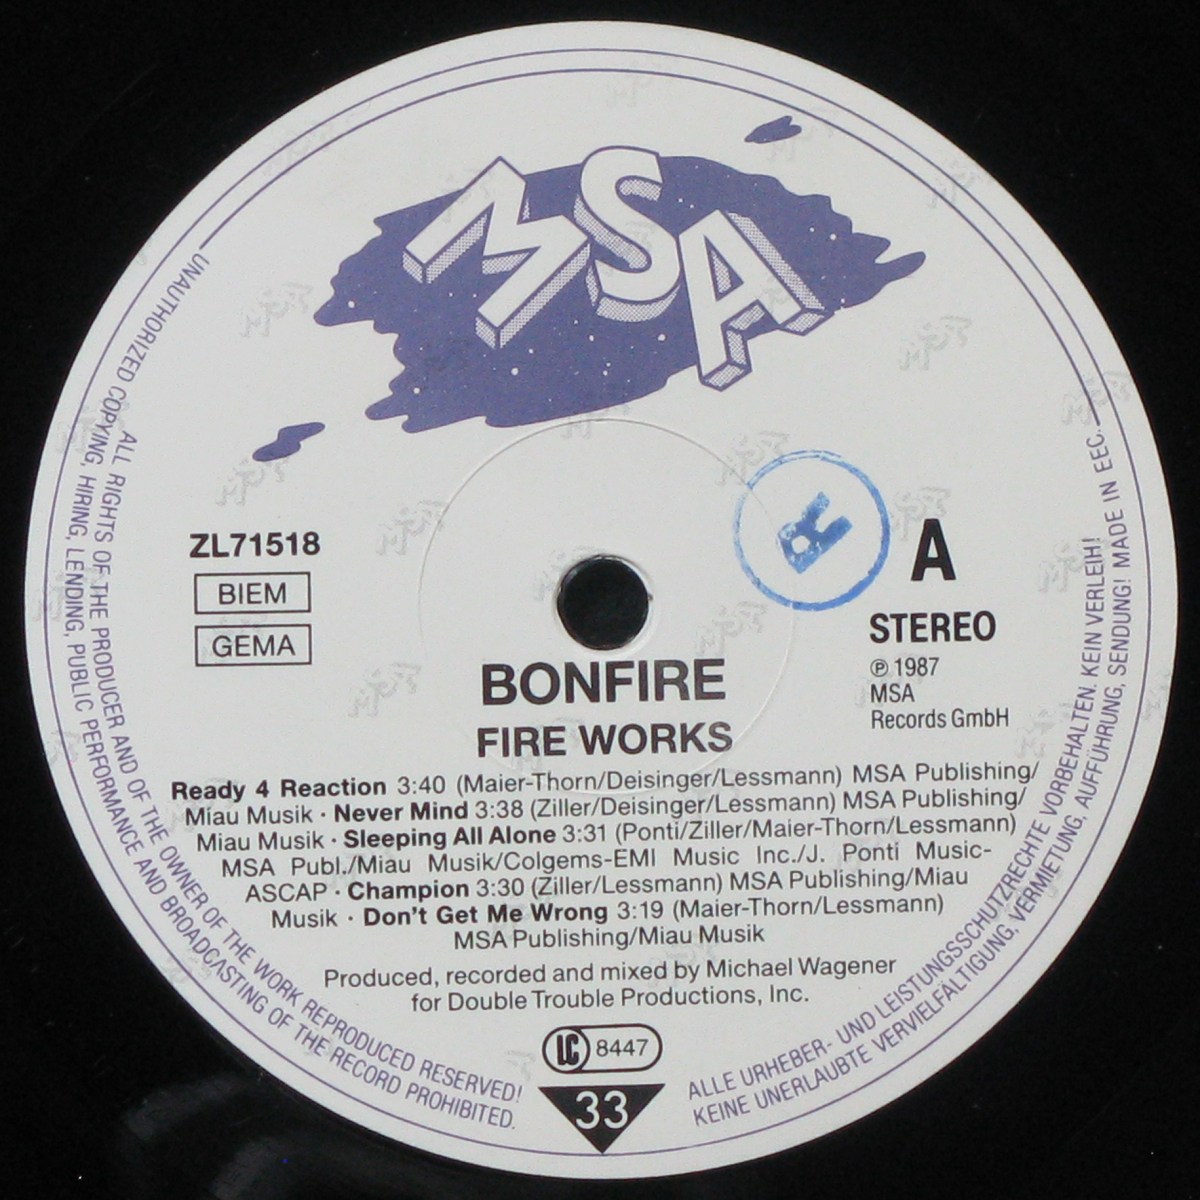 MSA
UNAUTHORIZED COPYING, HIRING, LENDING, PUBLIC PERFORMANCE AND BROADCASTING OF THE RECORD PROHIBITED.
ALL RIGHTS OF THE PRODUCER AND OF THE OWNER OF THE WORK REPRODUCED RESERVED!
ZL71518
BIEM
GEMA
R
A
STEREO
℗ 1987
MSA
Records GmbH
BONFIRE
FIRE WORKS
Ready 4 Reaction 3:40 (Maier-Thorn/Deisinger/Lessmann) MSA Publishing/
Miau Musik · Never Mind 3:38 (Ziller/Deisinger/Lessmann) MSA Publishing/
Miau Musik · Sleeping All Alone 3:31 (Ponti/Ziller/Maier-Thorn/Lessmann)
MSA Publ./Miau Musik/Colgems-EMI Music Inc./J. Ponti Music-
ASCAP · Champion 3:30 (Ziller/Lessmann) MSA Publishing/Miau
Musik · Don't Get Me Wrong 3:19 (Maier-Thorn/Lessmann)
MSA Publishing/Miau Musik
Produced, recorded and mixed by Michael Wagener
for Double Trouble Productions, Inc.
LC 8447
33
ALLE URHEBER- UND LEISTUNGSSCHUTZRECHTE VORBEHALTEN. KEIN VERLEIH!
KEINE UNERLAUBTE VERVIELFÄLTIGUNG, VERMIETUNG, AUFFÜHRUNG, SENDUNG! MADE IN EEC.